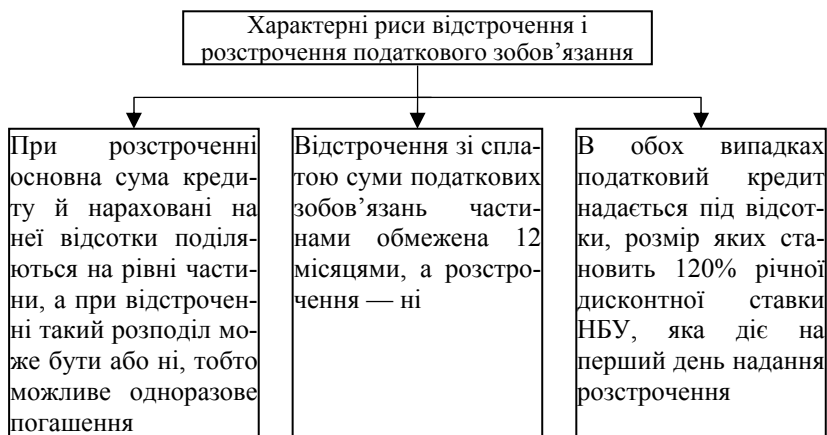 Характерні риси відстрочення і
розстрочення податкового зобов’язання
При розстроченні
основна сума креди-
ту й нараховані на
неї відсотки поділя-
ються на рівні части-
ни, а при відстрочен-
ні такий розподіл мо-
же бути або ні, тобто
можливе одноразове
погашення
Відстрочення зі спла-
тою суми податкових
зобов’язань части-
нами обмежена 12
місяцями, а розстро-
чення — ні
В обох випадках
податковий кредит
надається під відсот-
ки, розмір яких ста-
новить 120% річної
дисконтної ставки
НБУ, яка діє на
перший день надання
розстрочення